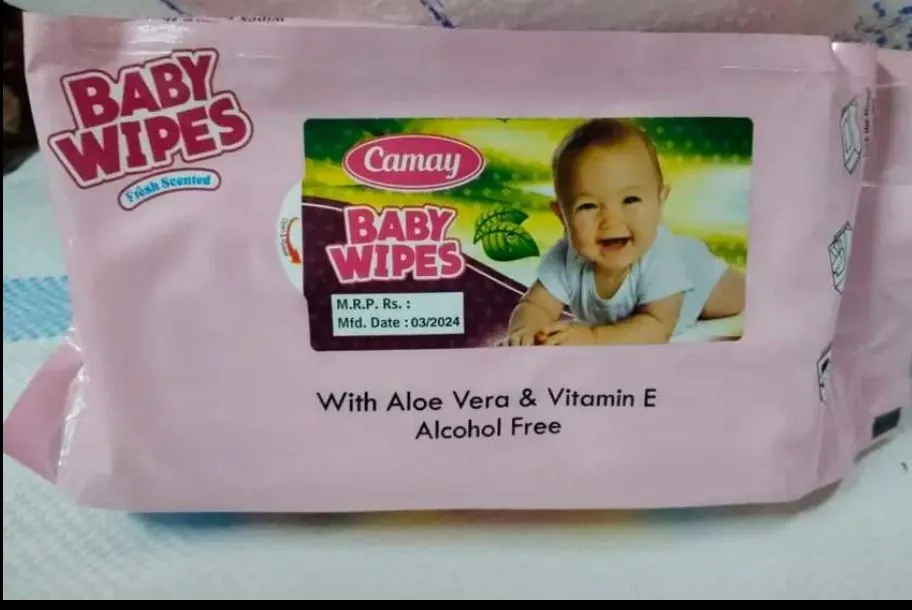 BABY
WIPES
Fresh Scented
Camay
BABY
WIPES
M.R.P. Rs. :
Mfd. Date : 03/2024
With Aloe Vera & Vitamin E
Alcohol Free